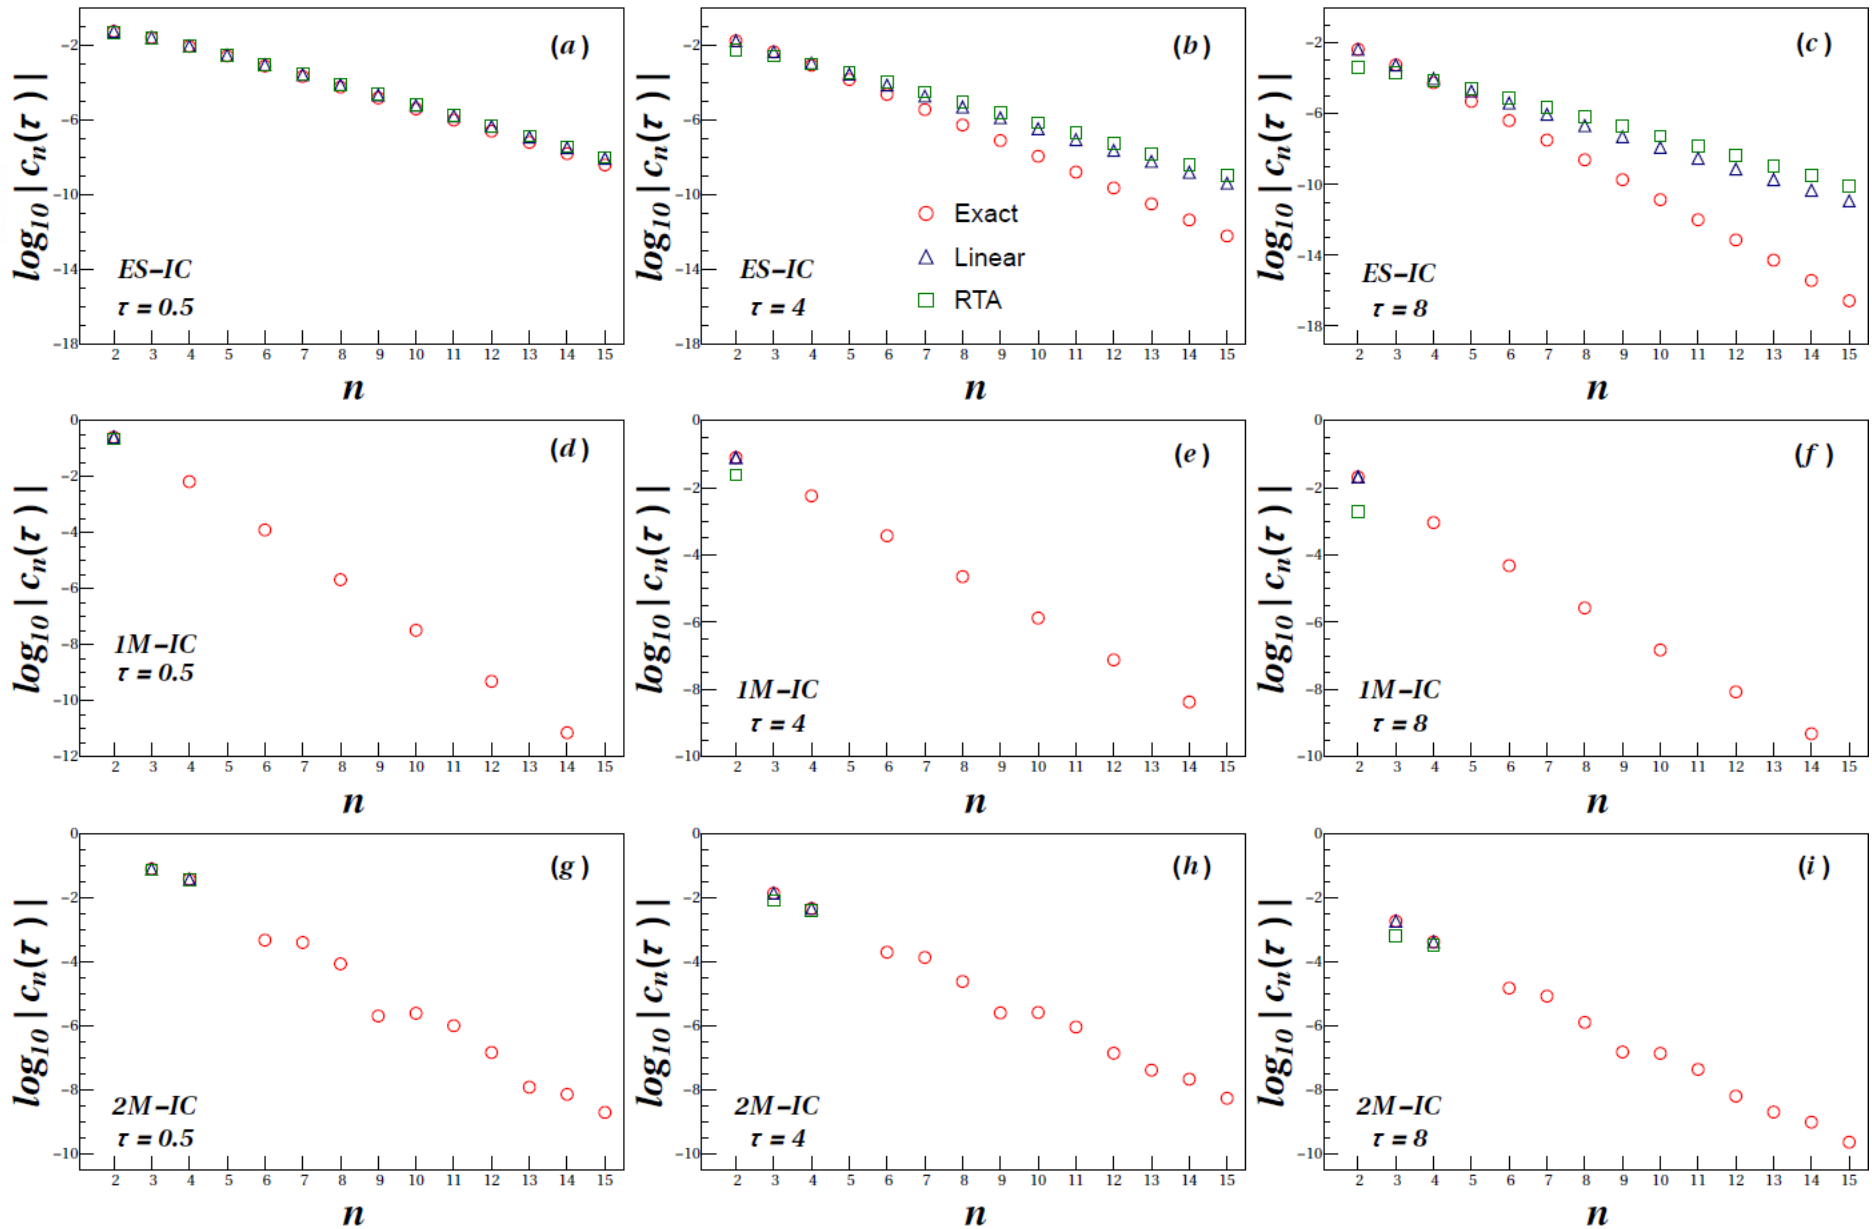 log10 | cn(τ) |
−2
−6
−10
−14
−18
(a)
ES−IC
τ = 0.5
2 3 4 5 6 7 8 9 10 11 12 13 14 15
n
log10 | cn(τ) |
−2
−6
−10
−14
−18
(b)
Exact
Linear
RTA
ES−IC
τ = 4
2 3 4 5 6 7 8 9 10 11 12 13 14 15
n
log10 | cn(τ) |
−2
−6
−10
−14
−18
(c)
ES−IC
τ = 8
2 3 4 5 6 7 8 9 10 11 12 13 14 15
n
log10 | cn(τ) |
0
−2
−4
−6
−8
−10
−12
(d)
1M−IC
τ = 0.5
2 3 4 5 6 7 8 9 10 11 12 13 14 15
n
log10 | cn(τ) |
0
−2
−4
−6
−8
−10
(e)
1M−IC
τ = 4
2 3 4 5 6 7 8 9 10 11 12 13 14 15
n
log10 | cn(τ) |
0
−2
−4
−6
−8
−10
(f)
1M−IC
τ = 8
2 3 4 5 6 7 8 9 10 11 12 13 14 15
n
log10 | cn(τ) |
0
−2
−4
−6
−8
−10
(g)
2M−IC
τ = 0.5
2 3 4 5 6 7 8 9 10 11 12 13 14 15
n
log10 | cn(τ) |
0
−2
−4
−6
−8
−10
(h)
2M−IC
τ = 4
2 3 4 5 6 7 8 9 10 11 12 13 14 15
n
log10 | cn(τ) |
0
−2
−4
−6
−8
−10
(i)
2M−IC
τ = 8
2 3 4 5 6 7 8 9 10 11 12 13 14 15
n